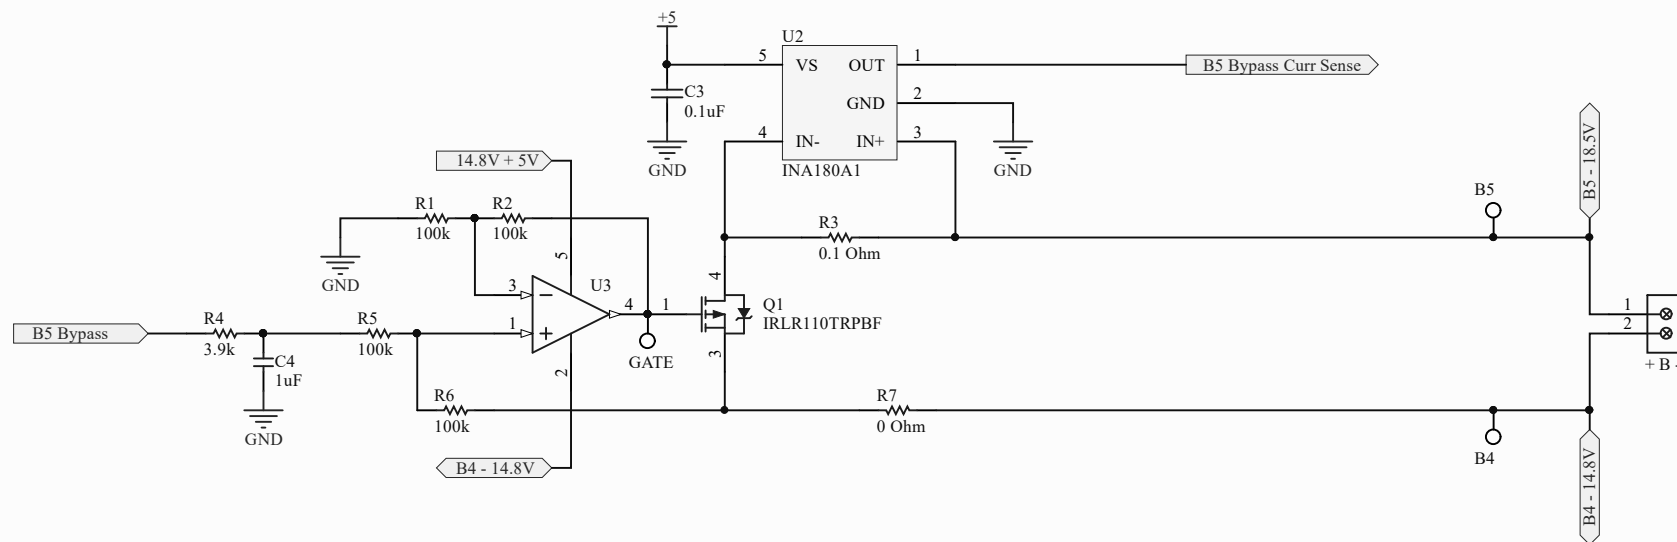 +5
U2
5
VS
OUT
1
B5 Bypass Curr Sense
C3
0.1uF
GND
2
GND
4
IN-
IN+
3
GND
INA180A1
14.8V + 5V
B5 - 18.5V
B5
R1
100k
R2
100k
R3
0.1 Ohm
GND
5
3
U3
4
4
1
Q1
IRLR110TRPBF
1
2
+ B -
B5 Bypass
R4
3.9k
R5
100k
1
GATE
C4
1uF
2
3
GND
R6
100k
R7
0 Ohm
B4 - 14.8V
B4
B4 - 14.8V